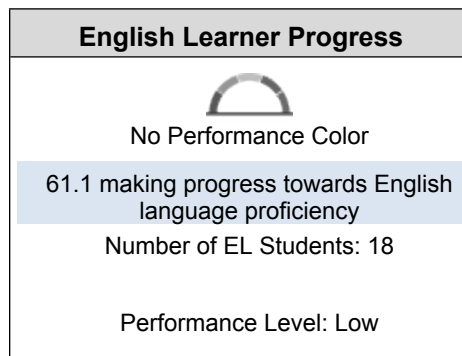 English Learner Progress
No Performance Color
61.1 making progress towards English
language proficiency
Number of EL Students: 18
Performance Level: Low